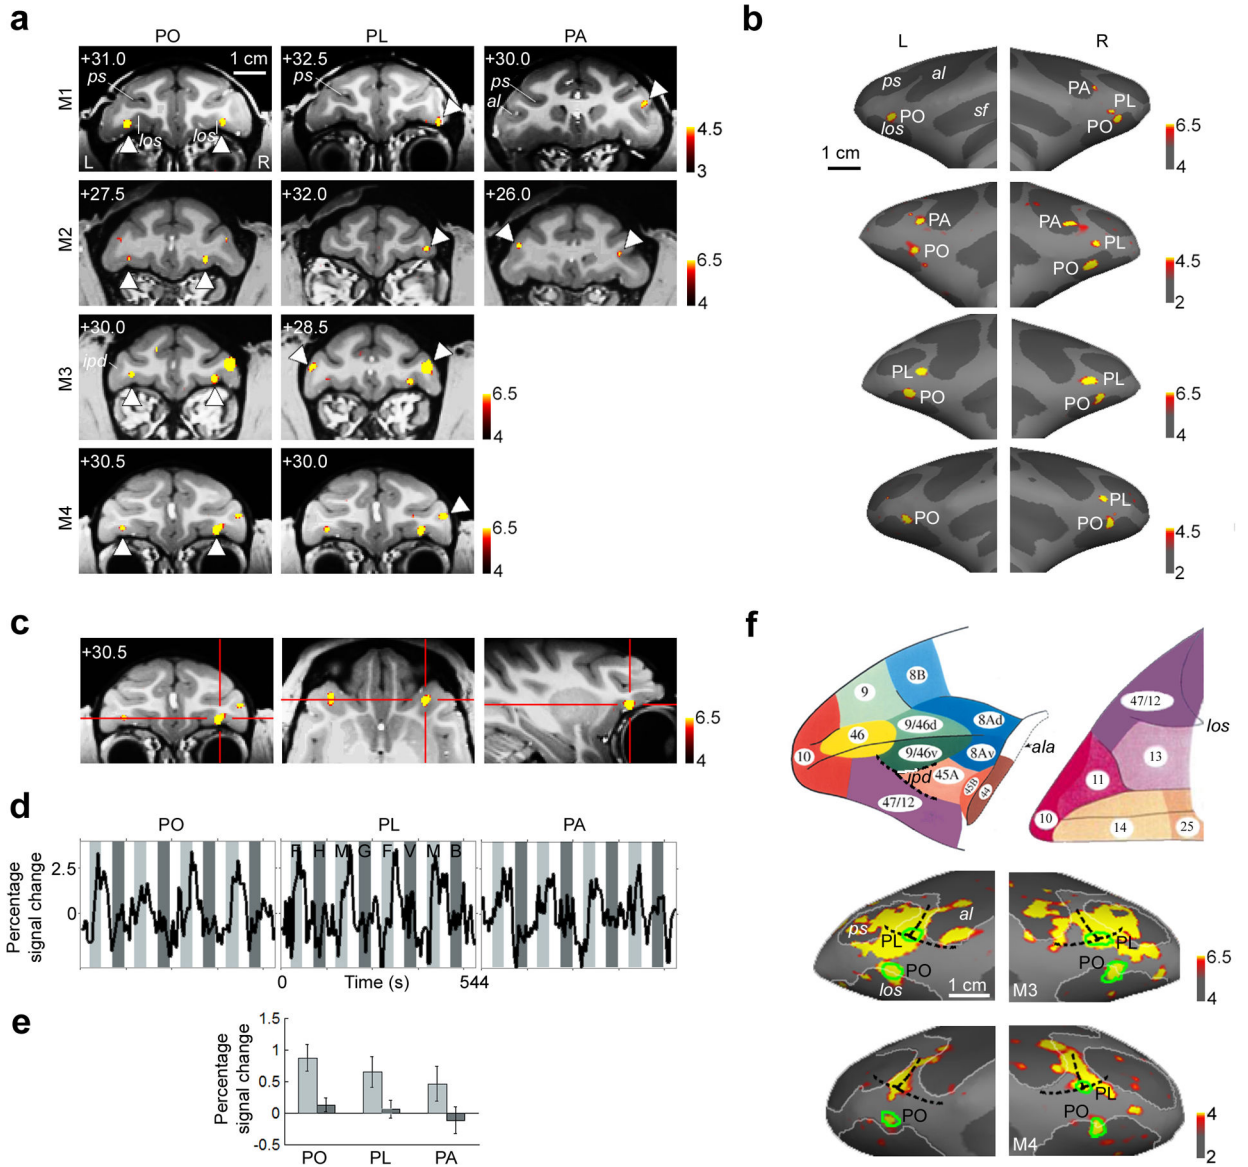 a
PO
PL
PA
M1
+31.0
1 cm
ps
los
los
L
R
+32.5
+30.0
ps
al
4.5
3
M2
+27.5
+32.0
+26.0
6.5
4
M3
+30.0
ipd
+28.5
6.5
4
M4
+30.5
+30.0
6.5
4
b
L
R
ps
al
sf
PO
los
1 cm
PA
PL
PO
6.5
4
PA
PO
PA
PL
PO
4.5
2
PL
PO
PL
PO
6.5
4
PO
PL
PO
4.5
2
c
+30.5
6.5
4
d
PO
PL
PA
Percentage
signal change
2.5
0
F H M G F V M B
0
Time (s)
544
e
Percentage
signal change
1.5
1
0.5
0
-0.5
PO
PL
PA
f
8B
9
9/46d
8Ad
46
9/46v
8Av
ala
10
ipd
45A
45B
44
47/12
47/12
los
13
11
10
14
25
ps
al
PL
PO
los
1 cm
PL
PO
M3
6.5
4
PO
PL
PO
M4
4
2